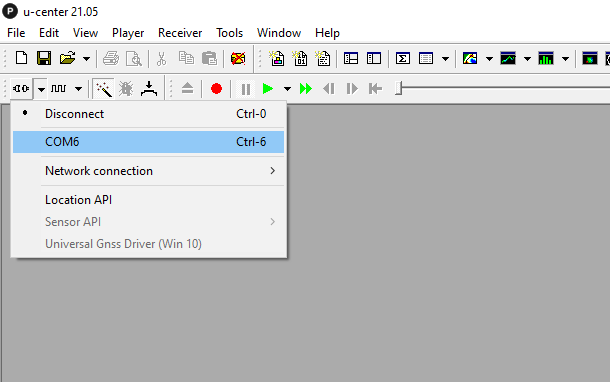 u-center 21.05
File Edit View Player Receiver Tools Window Help
Disconnect Ctrl-0
COM6 Ctrl-6
Network connection
Location API
Sensor API
Universal Gnss Driver (Win 10)